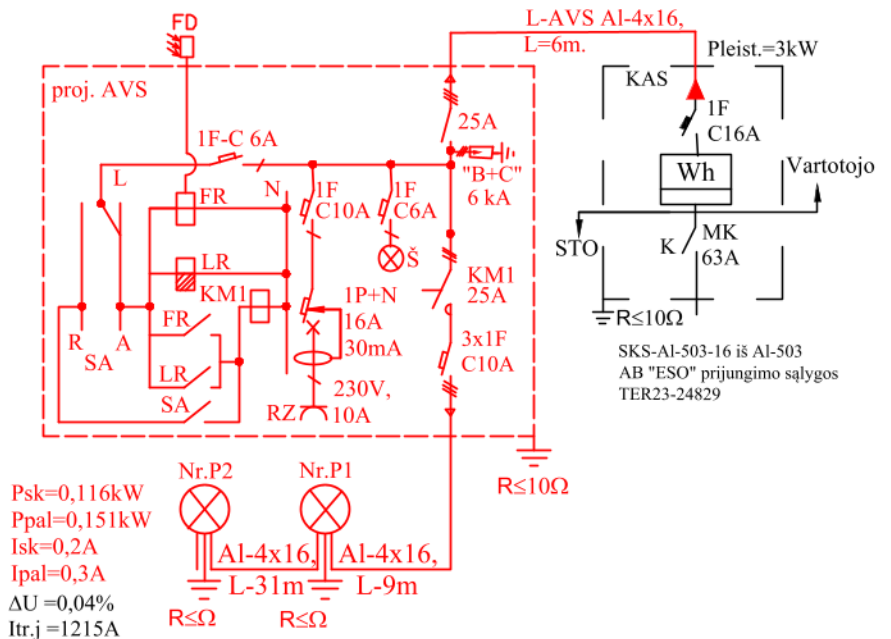 FD
L-AVS Al-4x16,
L=6m.
Pleist.=3kW
KAS
proj. AVS
1F
C16A
25A
1F-C 6A
"B+C"
6 kA
Wh
Vartotojo
L
N
FR
1F
C10A
1F
C6A
Š
STO
K
MK
63A
LR
KM1
KM1
25A
1P+N
16A
30mA
FR
R
A
SA
R≤10Ω
3x1F
C10A
LR
SA
230V,
10A
RZ
SKS-Al-503-16 iš Al-503
AB "ESO" prijungimo sąlygos
TER23-24829
R≤10Ω
Nr.P2
Nr.P1
Psk=0,116kW
Ppal=0,151kW
Isk=0,2A
Ipal=0,3A
ΔU =0,04%
Itr.j =1215A
Al-4x16,
L-31m
Al-4x16,
L-9m
R≤Ω
R≤Ω